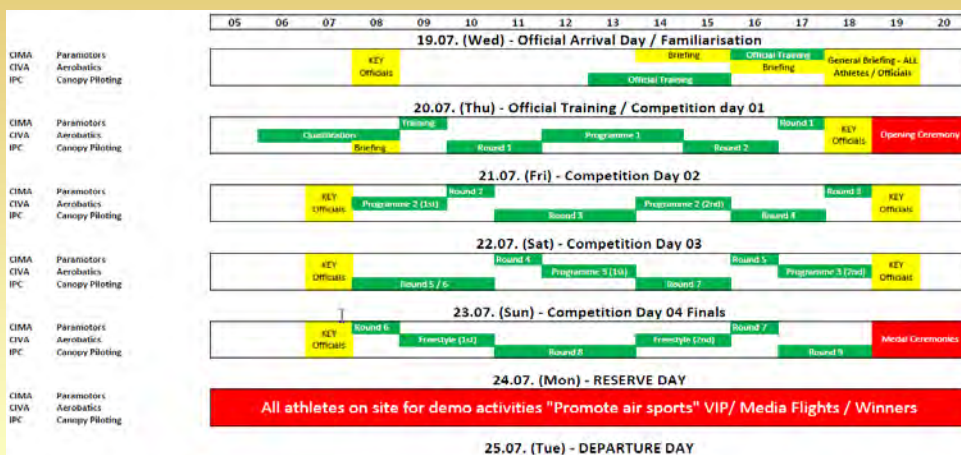 05 06 07 08 09 10 11 12 13 14 15 16 17 18 19 20
19.07. (Wed) - Official Arrival Day / Familiarisation
CIMA Paramotors Briefing Official Training
CIVA Aerobatics KEY Officials Briefing General Briefing - ALL Athletes / Officials
IPC Canopy Piloting Official Training
20.07. (Thu) - Official Training / Competition day 01
CIMA Paramotors Training Round 1
CIVA Aerobatics Qualification Programme 1 KEY Officials Opening Ceremony
IPC Canopy Piloting Briefing Round 1 Round 2
21.07. (Fri) - Competition Day 02
CIMA Paramotors Round 2 Round 3
CIVA Aerobatics KEY Officials Programme 2 (1st) Programme 2 (2nd) KEY Officials
IPC Canopy Piloting Round 3 Round 4
22.07. (Sat) - Competition Day 03
CIMA Paramotors Round 4 Round 5
CIVA Aerobatics KEY Officials Programme 3 (1st) Programme 3 (2nd) KEY Officials
IPC Canopy Piloting Round 5 / 6 Round 7
23.07. (Sun) - Competition Day 04 Finals
CIMA Paramotors Round 6 Round 7
CIVA Aerobatics KEY Officials Freestyle (1st) Freestyle (2nd) Medal Ceremonies
IPC Canopy Piloting Round 8 Round 9
24.07. (Mon) - RESERVE DAY
CIMA Paramotors
CIVA Aerobatics All athletes on site for demo activities "Promote air sports" VIP/ Media Flights / Winners
IPC Canopy Piloting
25.07. (Tue) - DEPARTURE DAY